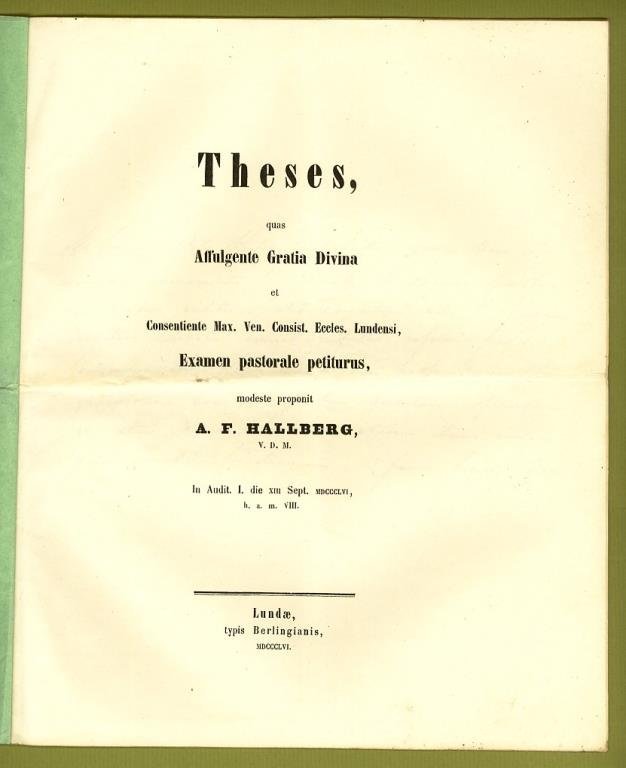 Theses,
quas
Affulgente Gratia Divina
et
Consentiente Max. Ven. Consist. Eccles. Lundensi,
Examen pastorale petiturus,
modeste proponit
A. F. HALLBERG,
V. D. M.
In Audit. I. die XIII Sept. MDCCCLVI,
h. a. m. VIII.
Lundæ,
typis Berlingianis,
MDCCCLVI.